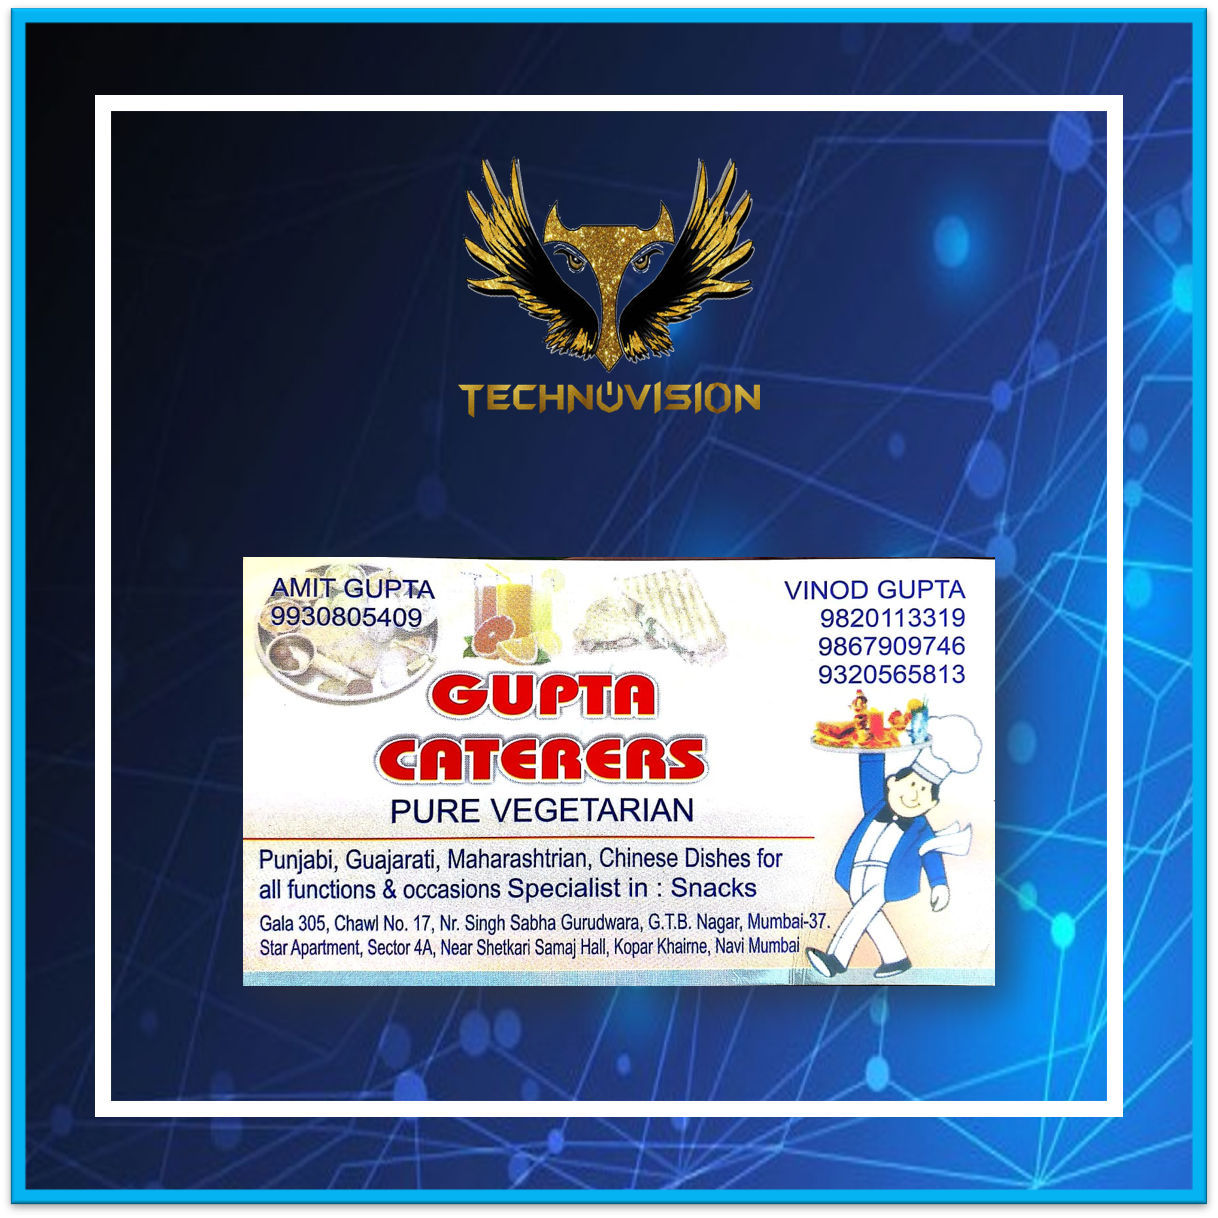 TECHNOVISION
AMIT GUPTA
9930805409
VINOD GUPTA
9820113319
9867909746
9320565813
GUPTA
CATERERS
PURE VEGETARIAN
Punjabi, Guajarati, Maharashtrian, Chinese Dishes for
all functions & occasions Specialist in : Snacks
Gala 305, Chawl No. 17, Nr. Singh Sabha Gurudwara, G.T.B. Nagar, Mumbai-37.
Star Apartment, Sector 4A, Near Shetkari Samaj Hall, Kopar Khairne, Navi Mumbai